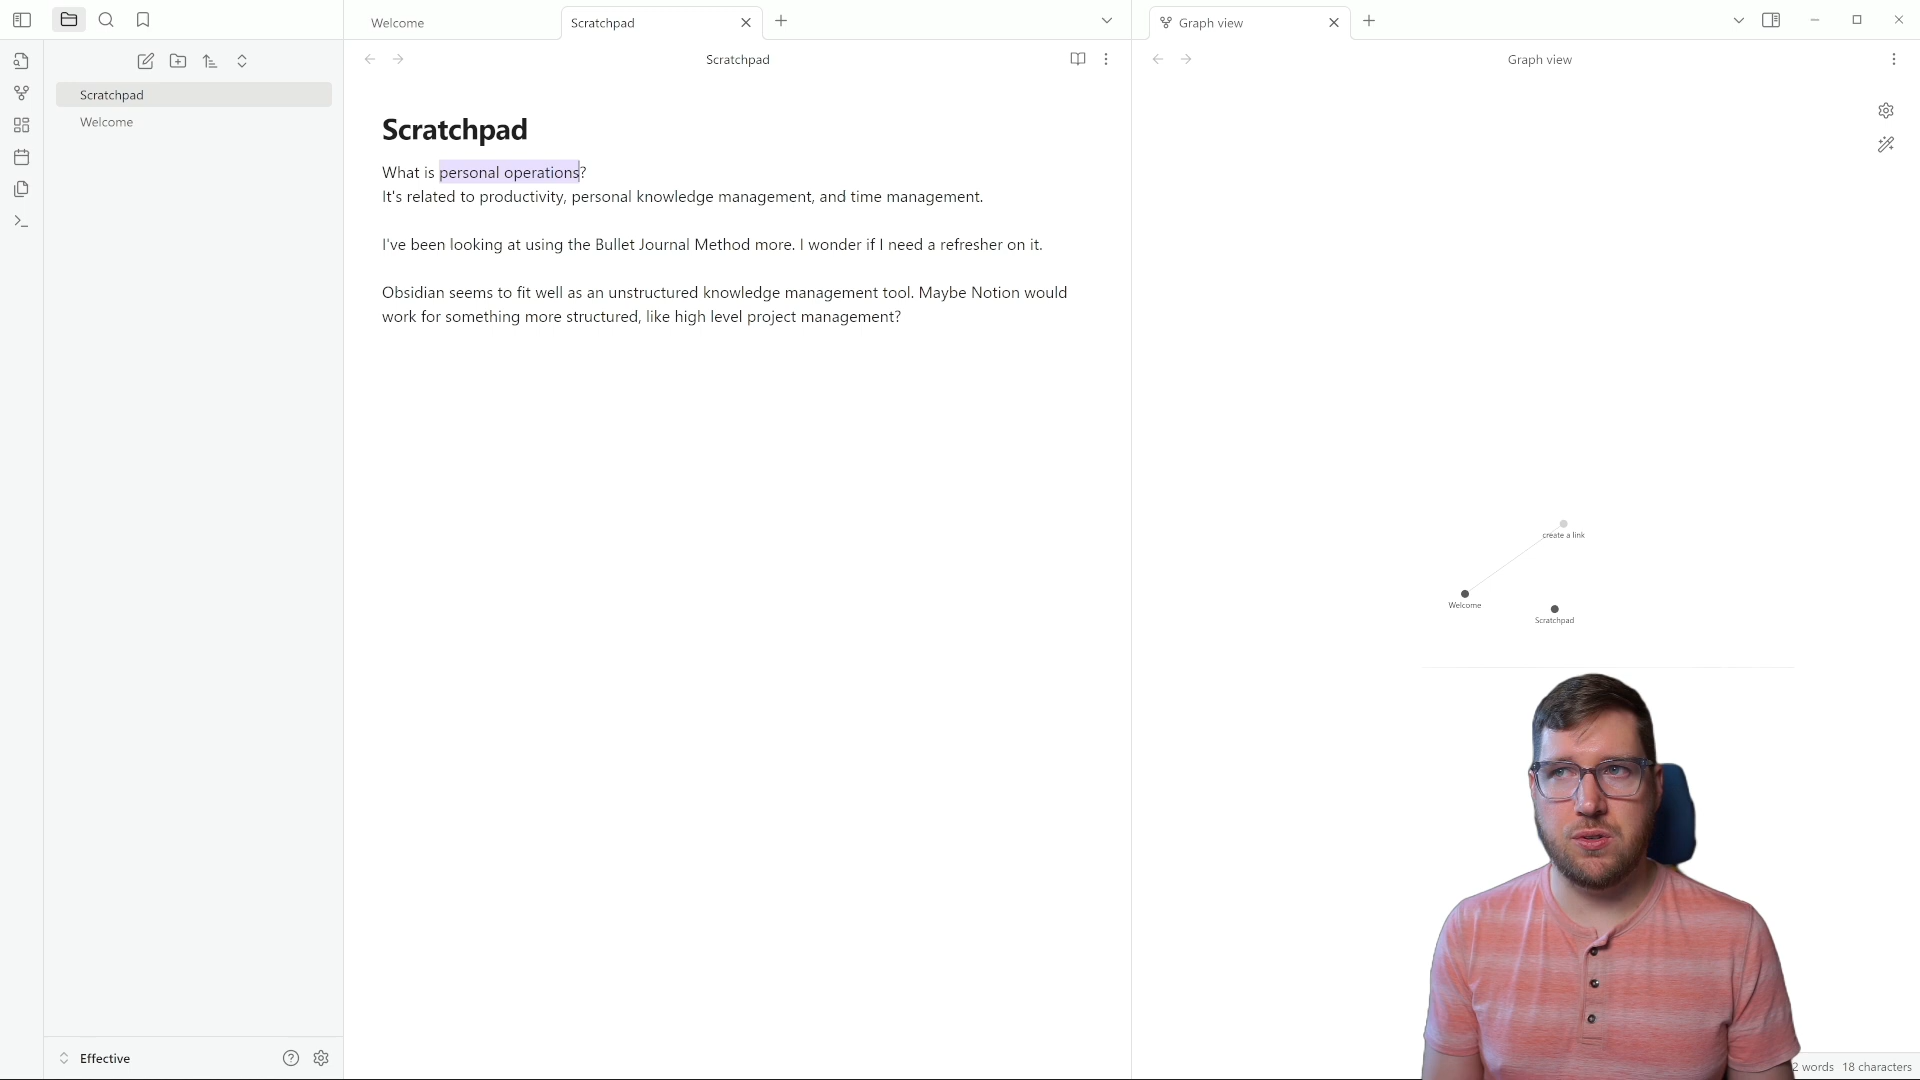 Welcome
Scratchpad
Graph view
Scratchpad
Graph view
Scratchpad
Welcome
Scratchpad
What is personal operations?
It's related to productivity, personal knowledge management, and time management.
I've been looking at using the Bullet Journal Method more. I wonder if I need a refresher on it.
Obsidian seems to fit well as an unstructured knowledge management tool. Maybe Notion would
work for something more structured, like high level project management?
create a link
Welcome
Scratchpad
Effective
2 words 18 characters